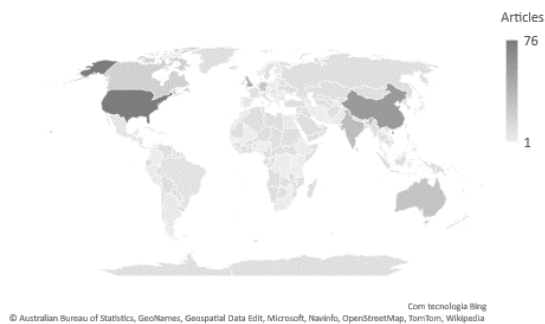 Articles
76
1
Com tecnologia Bing
© Australian Bureau of Statistics, GeoNames, Geospatial Data Edit, Microsoft, Navinfo, OpenStreetMap, TomTom, Wikipedia